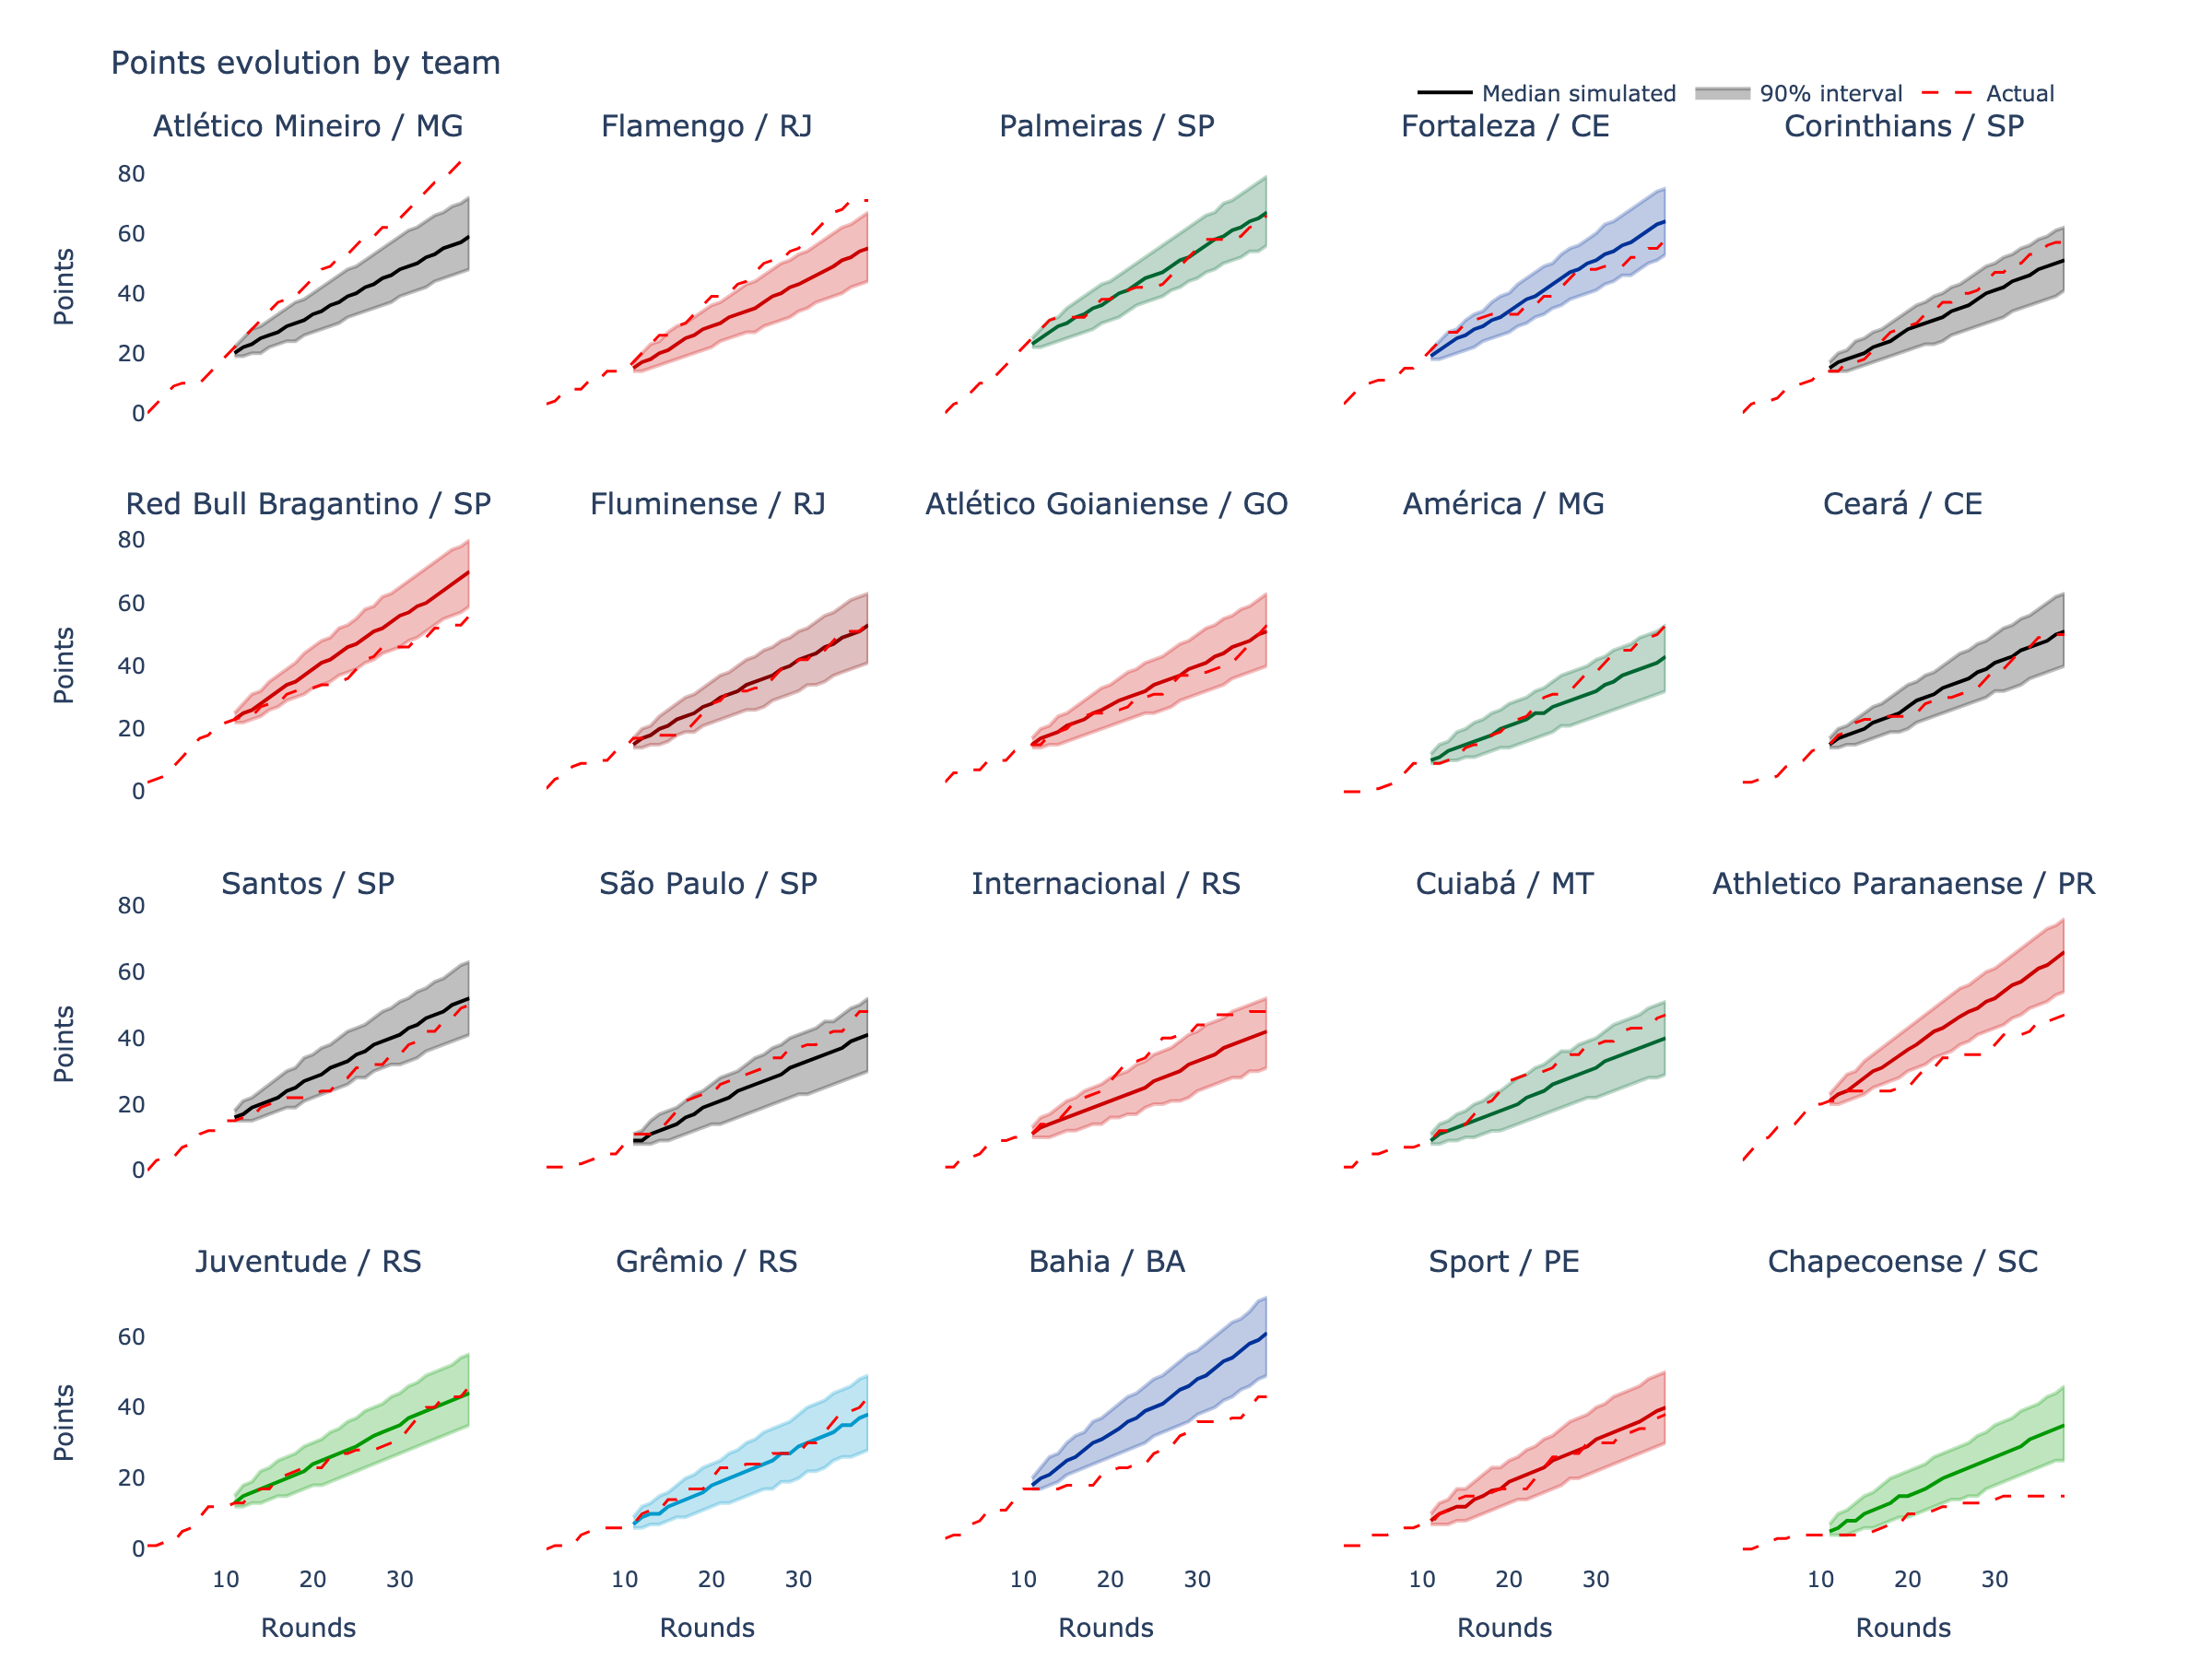 Points evolution by team
Median simulated 90% interval Actual
Atlético Mineiro / MG Flamengo / RJ Palmeiras / SP Fortaleza / CE Corinthians / SP
80
60
40
20
0
Points
Red Bull Bragantino / SP Fluminense / RJ Atlético Goianiense / GO América / MG Ceará / CE
80
60
40
20
0
Points
Santos / SP São Paulo / SP Internacional / RS Cuiabá / MT Athletico Paranaense / PR
80
60
40
20
0
Points
Juventude / RS Grêmio / RS Bahia / BA Sport / PE Chapecoense / SC
60
40
20
0
Points
10 20 30 10 20 30 10 20 30 10 20 30 10 20 30
Rounds Rounds Rounds Rounds Rounds